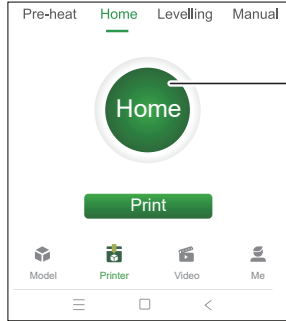 Pre-heat Home Levelling Manual
Home
Print
Model Printer Video Me